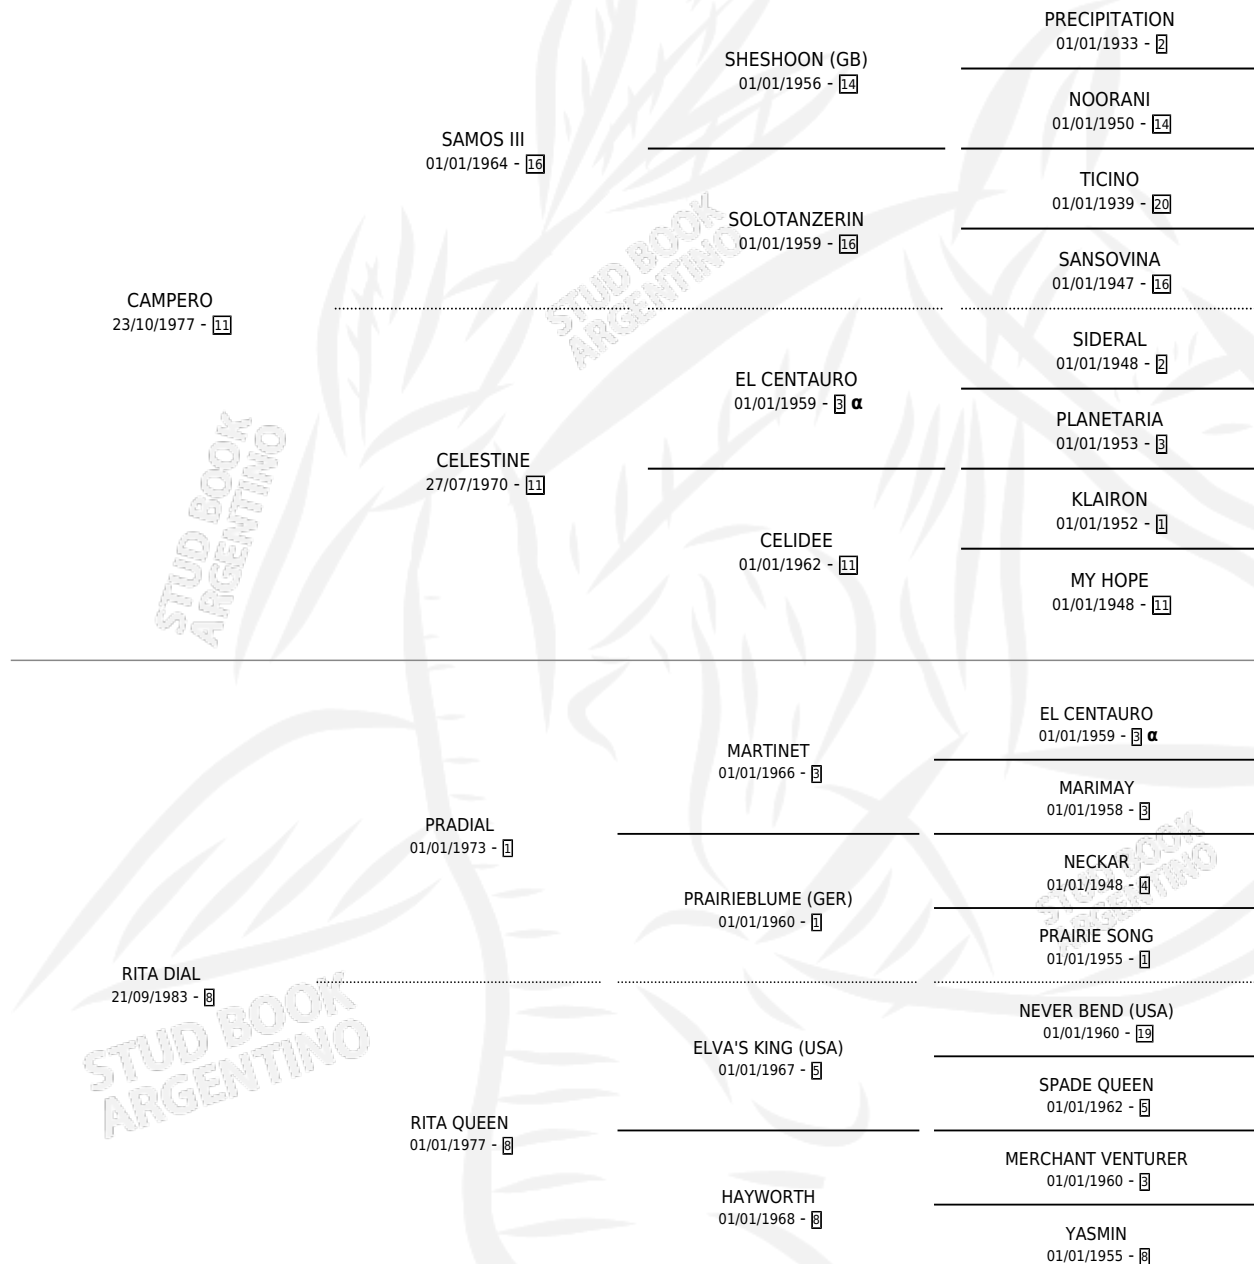 PRECIPITATION
01/01/1933 - 2
SHESHOON (GB)
01/01/1956 - 14
NOORANI
01/01/1950 - 14
SAMOS III
01/01/1964 - 16
TICINO
01/01/1939 - 20
SOLOTANZERIN
01/01/1959 - 16
SANSOVINA
01/01/1947 - 16
CAMPERO
23/10/1977 - 11
SIDERAL
01/01/1948 - 2
EL CENTAURO
01/01/1959 - 3 α
PLANETARIA
01/01/1953 - 3
CELESTINE
27/07/1970 - 11
KLAIRON
01/01/1952 - 1
CELIDEE
01/01/1962 - 11
MY HOPE
01/01/1948 - 11
EL CENTAURO
01/01/1959 - 3 α
MARTINET
01/01/1966 - 3
MARIMAY
01/01/1958 - 3
PRADIAL
01/01/1973 - 1
NECKAR
01/01/1948 - 4
PRAIRIEBLUME (GER)
01/01/1960 - 1
PRAIRIE SONG
01/01/1955 - 1
RITA DIAL
21/09/1983 - 8
NEVER BEND (USA)
01/01/1960 - 19
ELVA'S KING (USA)
01/01/1967 - 5
SPADE QUEEN
01/01/1962 - 5
RITA QUEEN
01/01/1977 - 8
MERCHANT VENTURER
01/01/1960 - 3
HAYWORTH
01/01/1968 - 8
YASMIN
01/01/1955 - 8
STUD BOOK
ARGENTINO
STUD BOOK
ARGENTINO
STUD BOOK
ARGENTINO
STUD BOOK
ARGENTINO